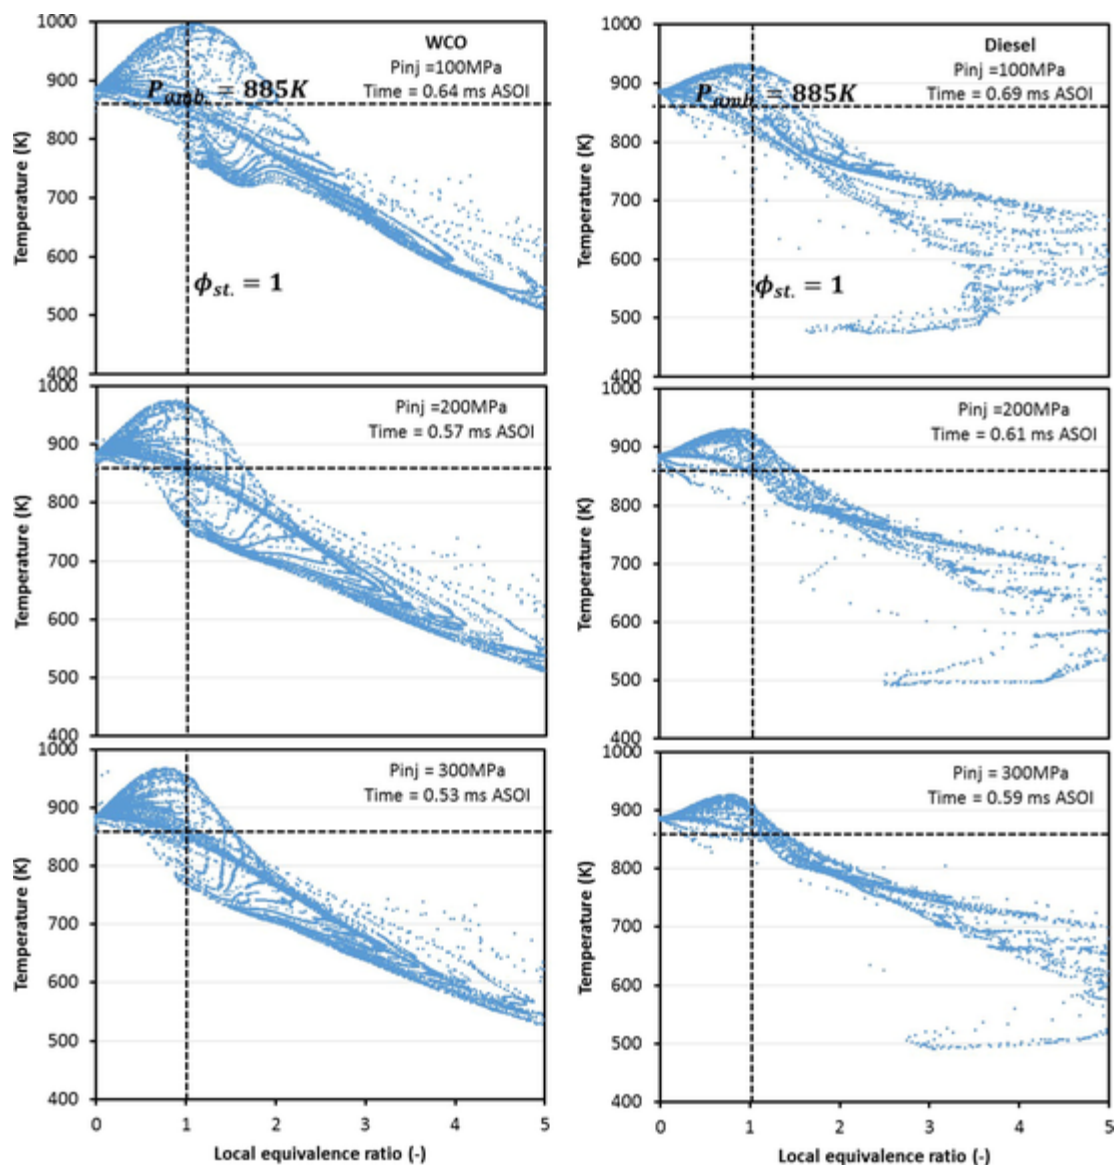 WCO
Pinj =100MPa
Time = 0.64 ms ASOI
P_amb. = 885K
ϕ_st. = 1
Temperature (K)
1000
900
800
700
600
500
400
Diesel
Pinj =100MPa
Time = 0.69 ms ASOI
P_amb. = 885K
ϕ_st. = 1
Temperature (K)
1000
900
800
700
600
500
400
Pinj =200MPa
Time = 0.57 ms ASOI
Temperature (K)
1000
900
800
700
600
500
400
Pinj =200MPa
Time = 0.61 ms ASOI
Temperature (K)
1000
900
800
700
600
500
400
Pinj = 300MPa
Time = 0.53 ms ASOI
Temperature (K)
1000
900
800
700
600
500
400
0 1 2 3 4 5
Local equivalence ratio (-)
Pinj = 300MPa
Time = 0.59 ms ASOI
Temperature (K)
1000
900
800
700
600
500
400
0 1 2 3 4 5
Local equivalence ratio (-)